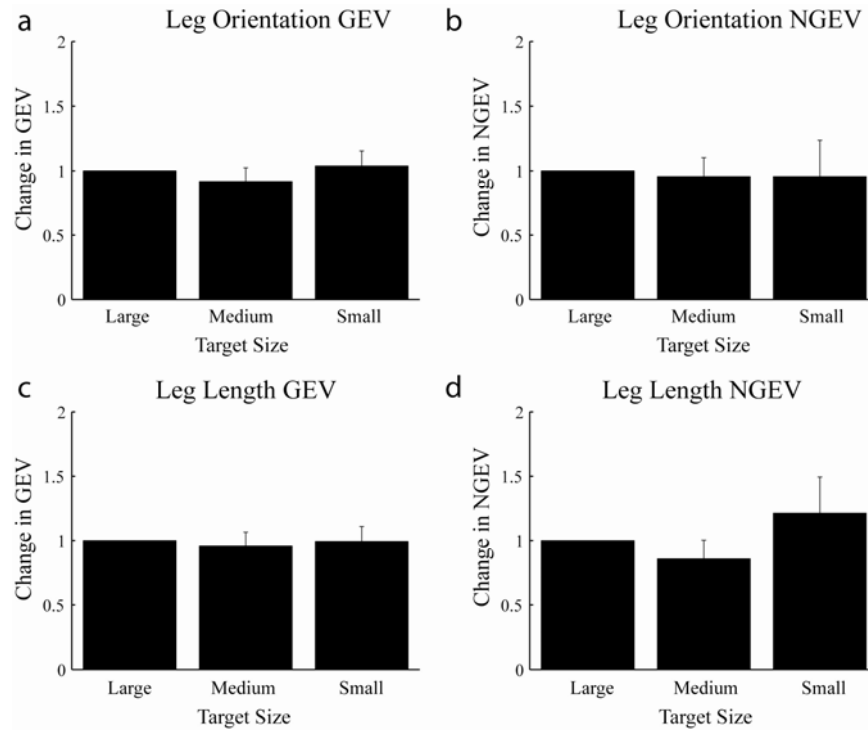 a
Leg Orientation GEV
2
1.5
1
0.5
0
Change in GEV
Large Medium Small
Target Size
b
Leg Orientation NGEV
2
1.5
1
0.5
0
Change in NGEV
Large Medium Small
Target Size
c
Leg Length GEV
2
1.5
1
0.5
0
Change in GEV
Large Medium Small
Target Size
d
Leg Length NGEV
2
1.5
1
0.5
0
Change in NGEV
Large Medium Small
Target Size